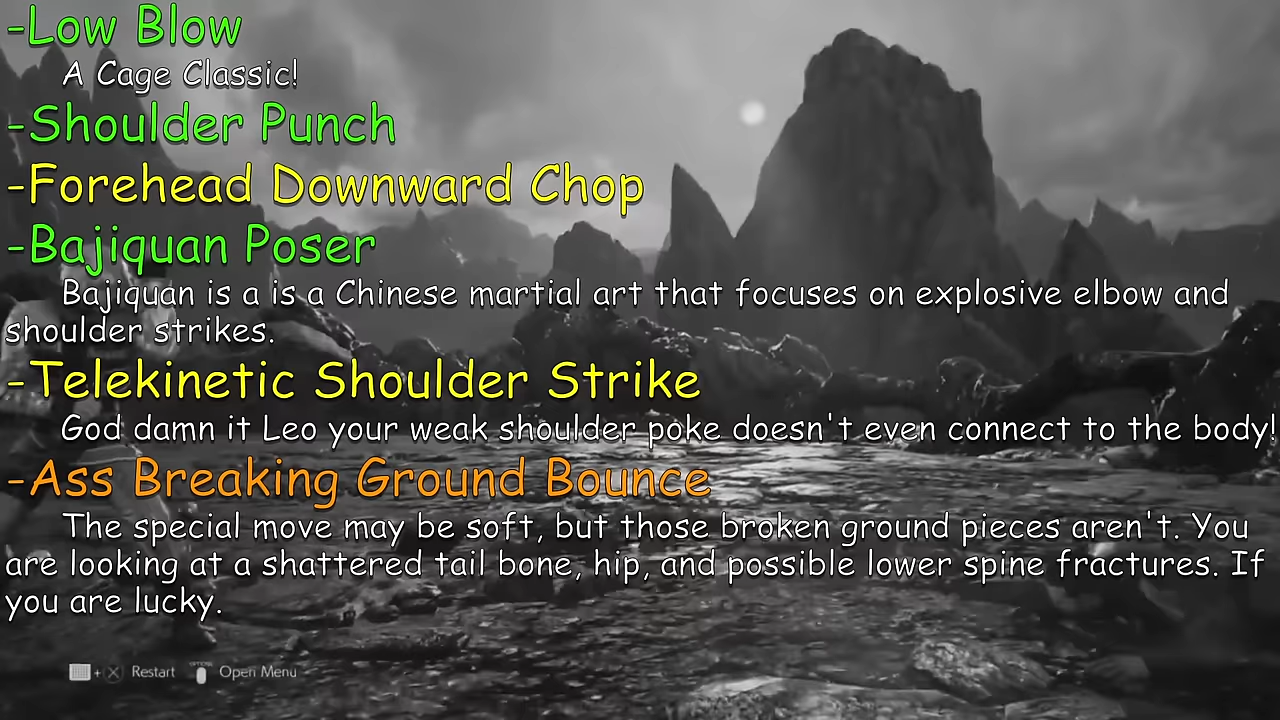 -Low Blow
A Cage Classic!
-Shoulder Punch
-Forehead Downward Chop
-Bajiquan Poser
Bajiquan is a is a Chinese martial art that focuses on explosive elbow and
shoulder strikes.
-Telekinetic Shoulder Strike
God damn it Leo your weak shoulder poke doesn't even connect to the body!
-Ass Breaking Ground Bounce
The special move may be soft, but those broken ground pieces aren't. You
are looking at a shattered tail bone, hip, and possible lower spine fractures. If
you are lucky.
+ Restart OPTIONS Open Menu